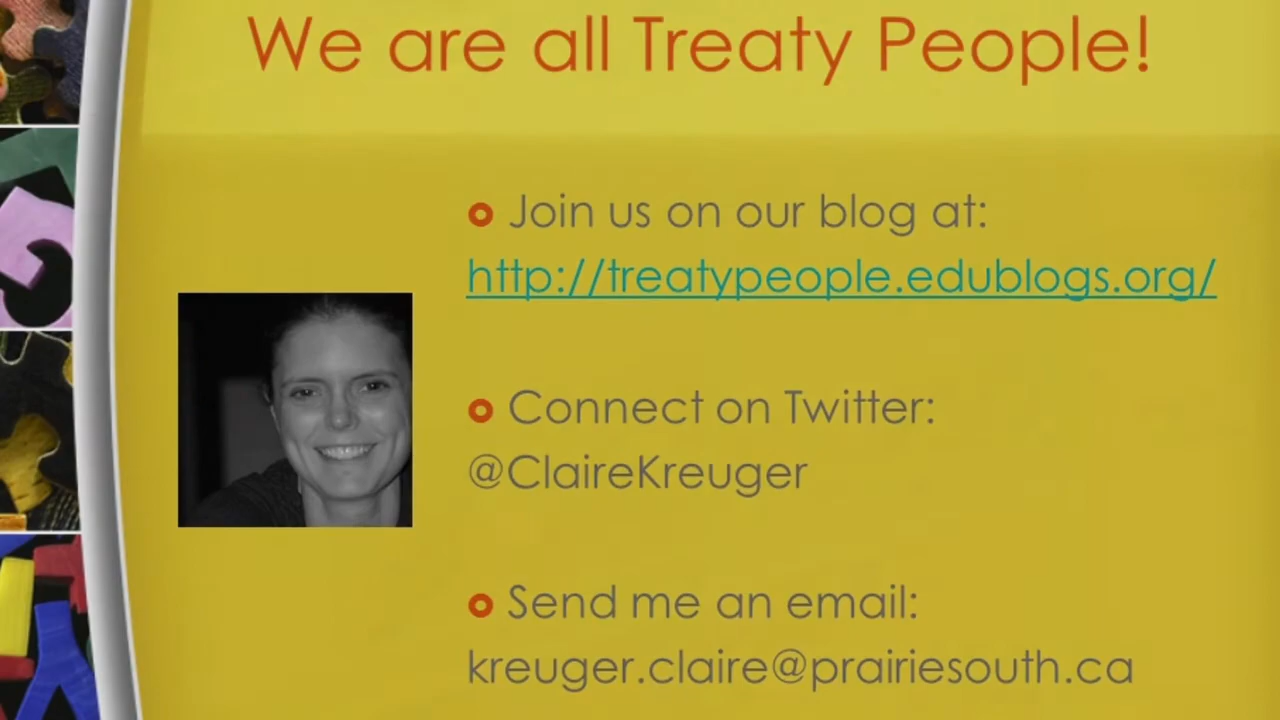 We are all Treaty People!
Join us on our blog at:
http://treatypeople.edublogs.org/
Connect on Twitter:
@ClaireKreuger
Send me an email:
kreuger.claire@prairiesouth.ca